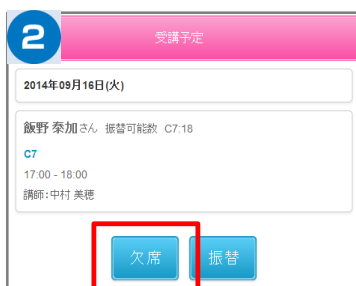 2
受講予定
2014年09月16日(火)
飯野 泰加さん 振替可能数 C7:18
C7
17:00 - 18:00
講師:中村 美穂
欠席 振替